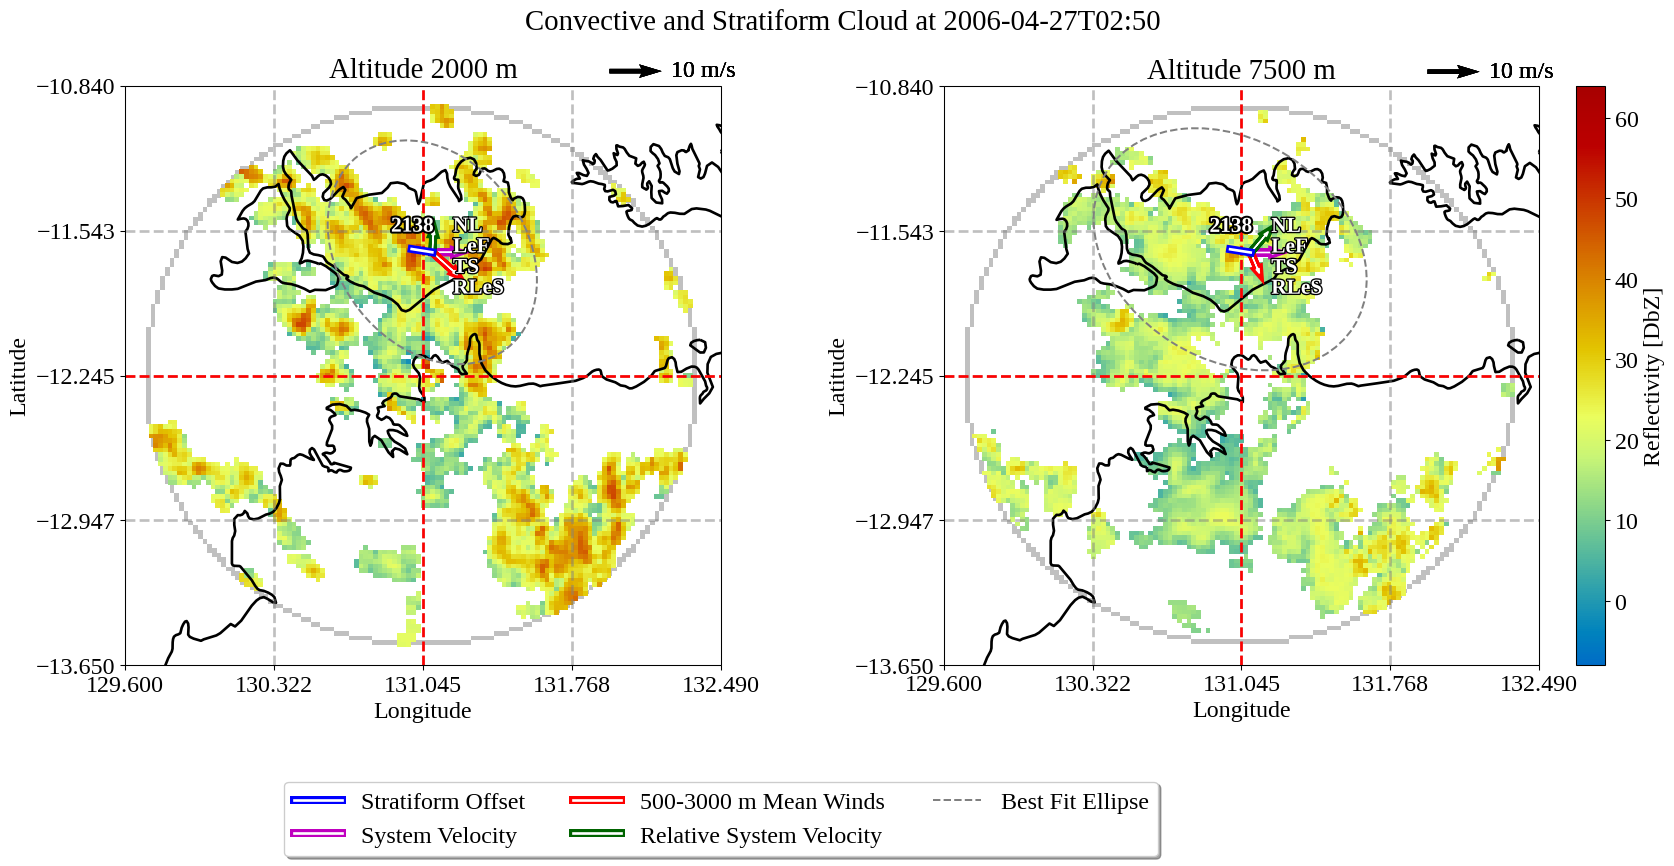 Convective and Stratiform Cloud at 2006-04-27T02:50
Altitude 2000 m
10 m/s
−10.840
−11.543
−12.245
−12.947
−13.650
129.600
130.322
131.045
131.768
132.490
Latitude
Longitude
2138
NL
LeF
TS
RLeS
Altitude 7500 m
10 m/s
−10.840
−11.543
−12.245
−12.947
−13.650
129.600
130.322
131.045
131.768
132.490
Latitude
Longitude
2138
NL
LeF
TS
RLeS
60
50
40
30
20
10
0
Reflectivity [DbZ]
Stratiform Offset
System Velocity
500-3000 m Mean Winds
Relative System Velocity
Best Fit Ellipse